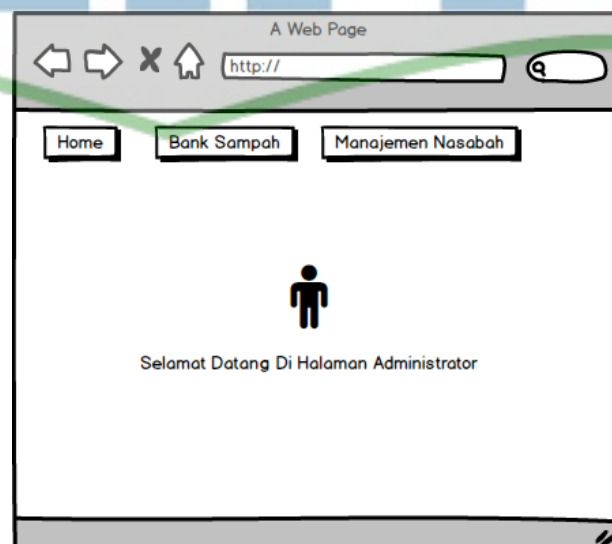 A Web Page
http://
Home Bank Sampah Manajemen Nasabah
Selamat Datang Di Halaman Administrator